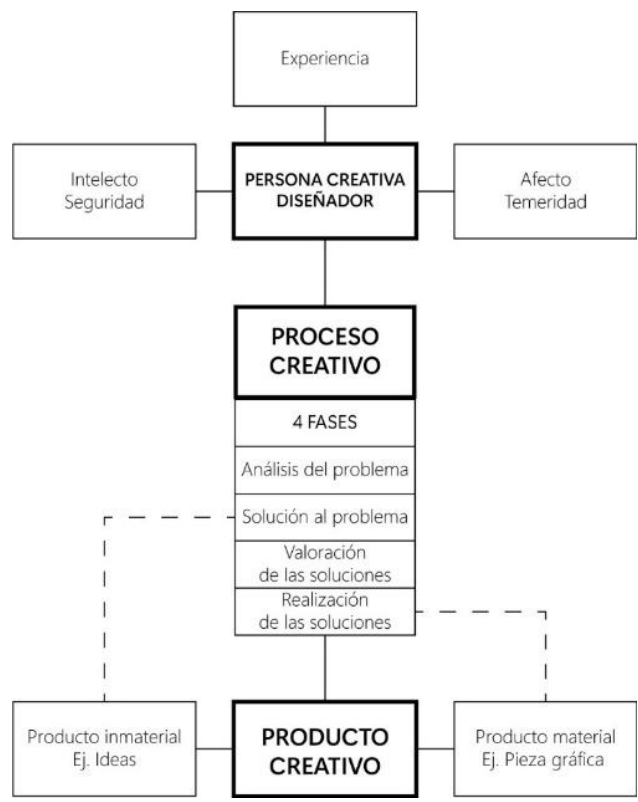 Experiencia
Intelecto
Seguridad
PERSONA CREATIVA
DISEÑADOR
Afecto
Temeridad
PROCESO
CREATIVO
4 FASES
Análisis del problema
Solución al problema
Valoración
de las soluciones
Realización
de las soluciones
Producto inmaterial
Ej. Ideas
PRODUCTO
CREATIVO
Producto material
Ej. Pieza gráfica